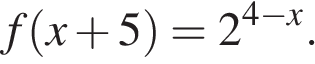 f(x + 5) = 2^{4−x}.